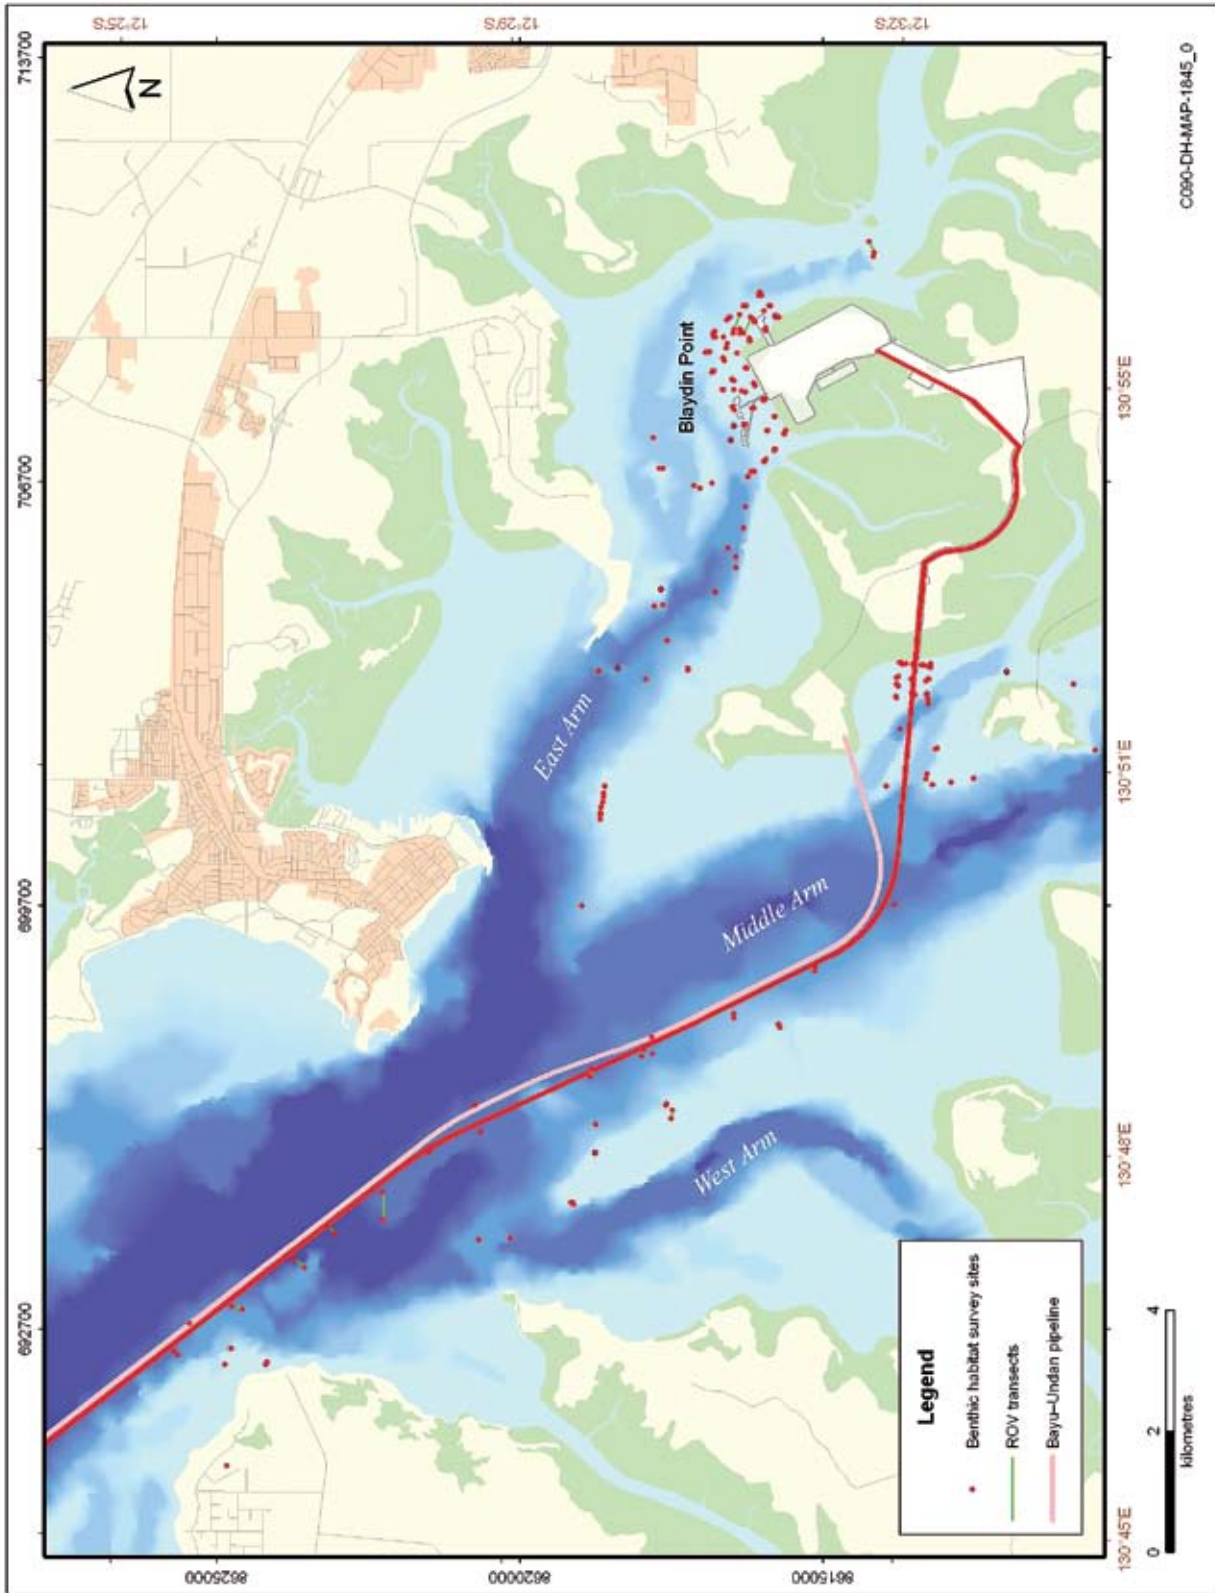 713700
706700
699700
692700
12°25'S
12°29'S
12°32'S
N
Blaydin Point
East Arm
Middle Arm
West Arm
Legend
Benthic habitat survey sites
ROV transects
Bayu–Undan pipeline
8625000
8620000
8615000
130°45'E
130°48'E
130°51'E
130°55'E
0 2 4
kilometres
C090-DH-MAP-1845_0